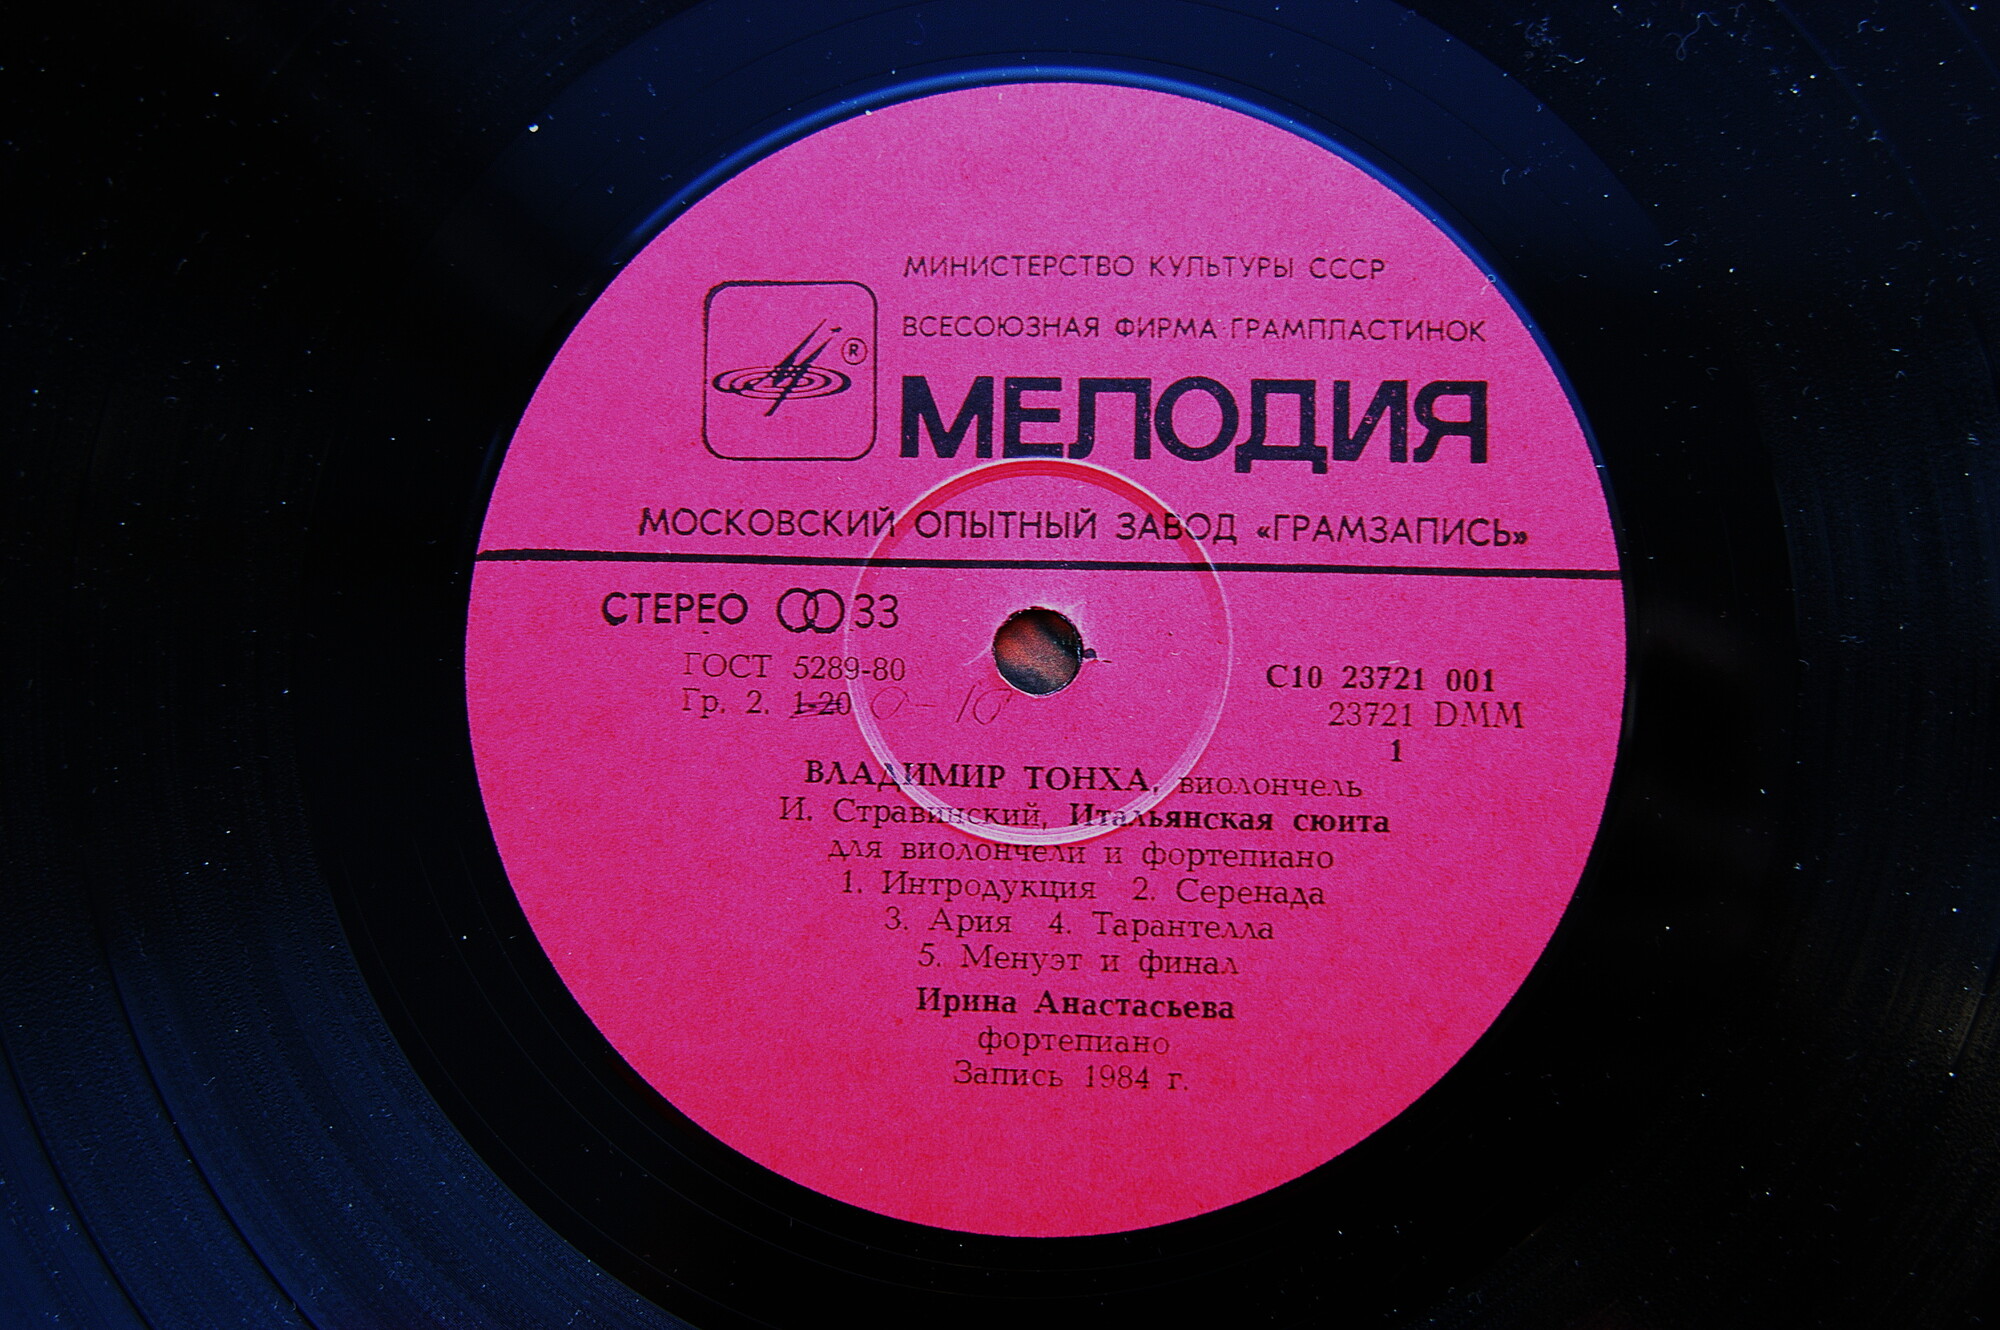 МИНИСТЕРСТВО КУЛЬТУРЫ СССР
ВСЕСОЮЗНАЯ ФИРМА ГРАМПЛАСТИНОК
®
МЕЛОДИЯ
МОСКОВСКИЙ ОПЫТНЫЙ ЗАВОД «ГРАМЗАПИСЬ»
СТЕРЕО 33
ГОСТ 5289-80
Гр. 2. 1-20 0-10
С10 23721 001
23721 DMM
1
ВЛАДИМИР ТОНХА, виолончель
И. Стравинский, Итальянская сюита
для виолончели и фортепиано
1. Интродукция 2. Серенада
3. Ария 4. Тарантелла
5. Менуэт и финал
Ирина Анастасьева
фортепиано
Запись 1984 г.